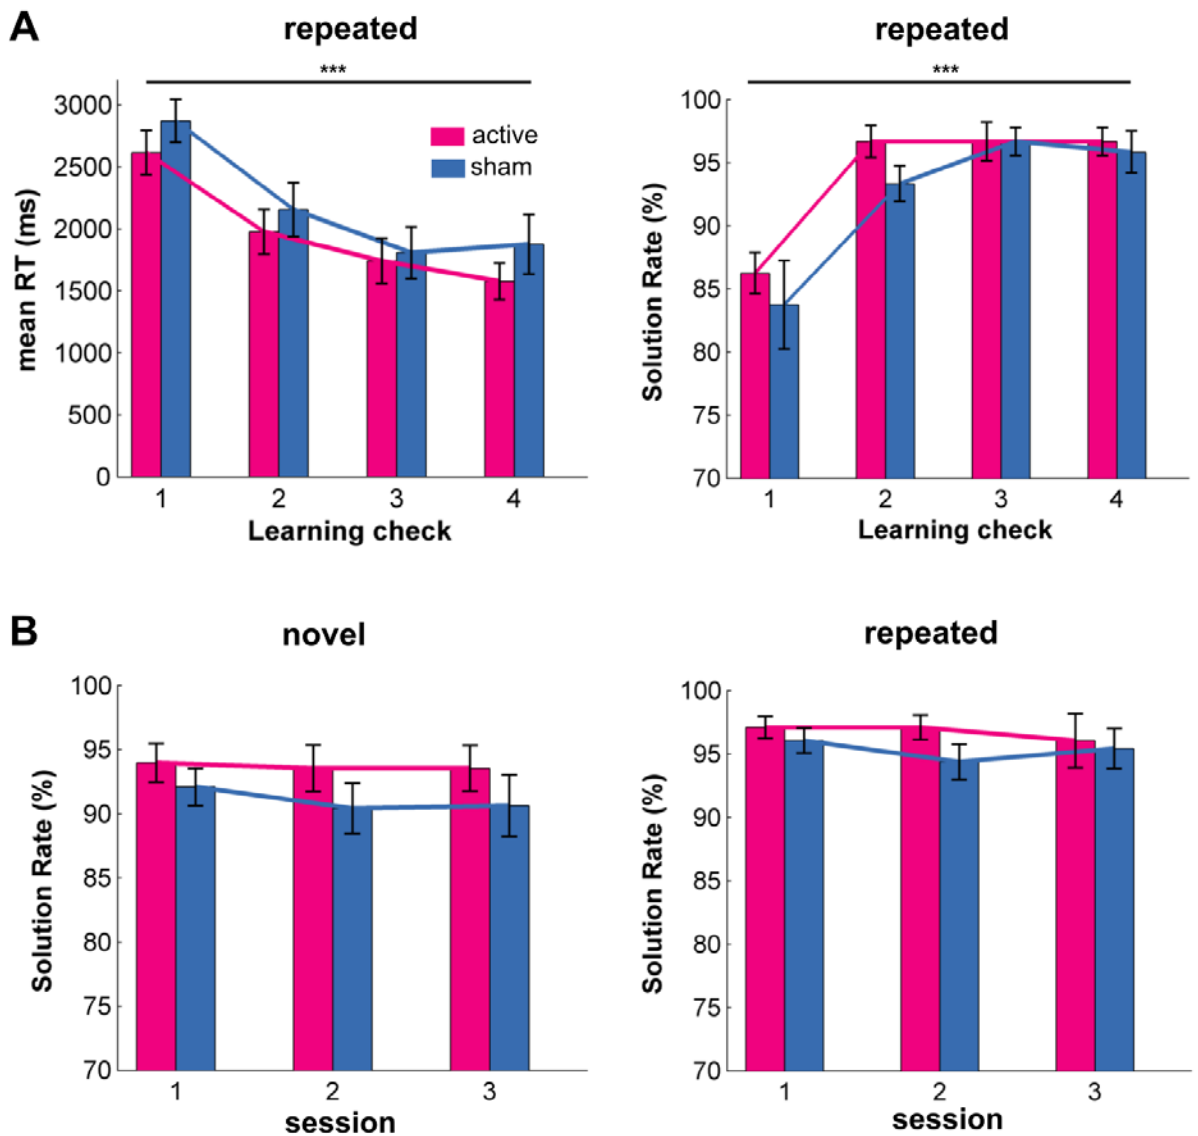 A
repeated
***
mean RT (ms)
3000
2500
2000
1500
1000
500
0
active
sham
1 2 3 4
Learning check
repeated
***
Solution Rate (%)
100
95
90
85
80
75
70
1 2 3 4
Learning check
B
novel
Solution Rate (%)
100
95
90
85
80
75
70
1 2 3
session
repeated
Solution Rate (%)
100
95
90
85
80
75
70
1 2 3
session